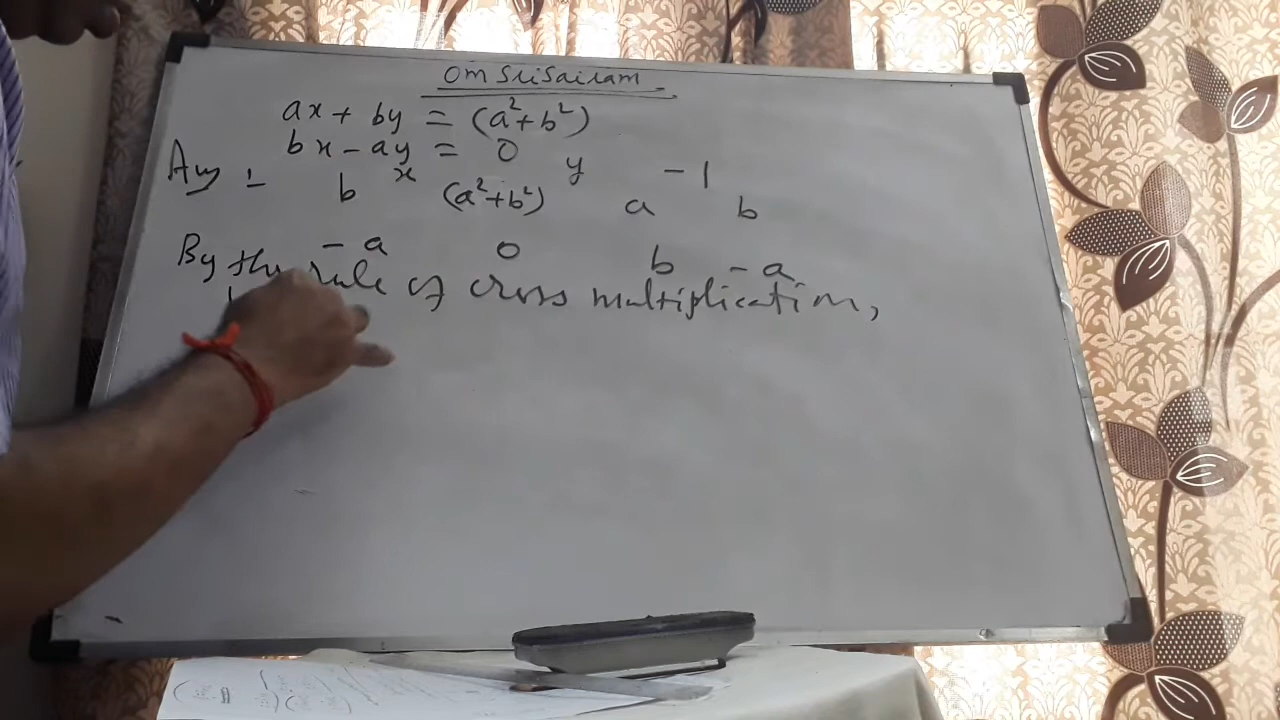 Om SriSairam
ax + by = (a²+b²)
bx - ay = 0
Ans :- x y -1
b (a²+b²) a b
-a 0 b -a
By the rule of cross multiplication,